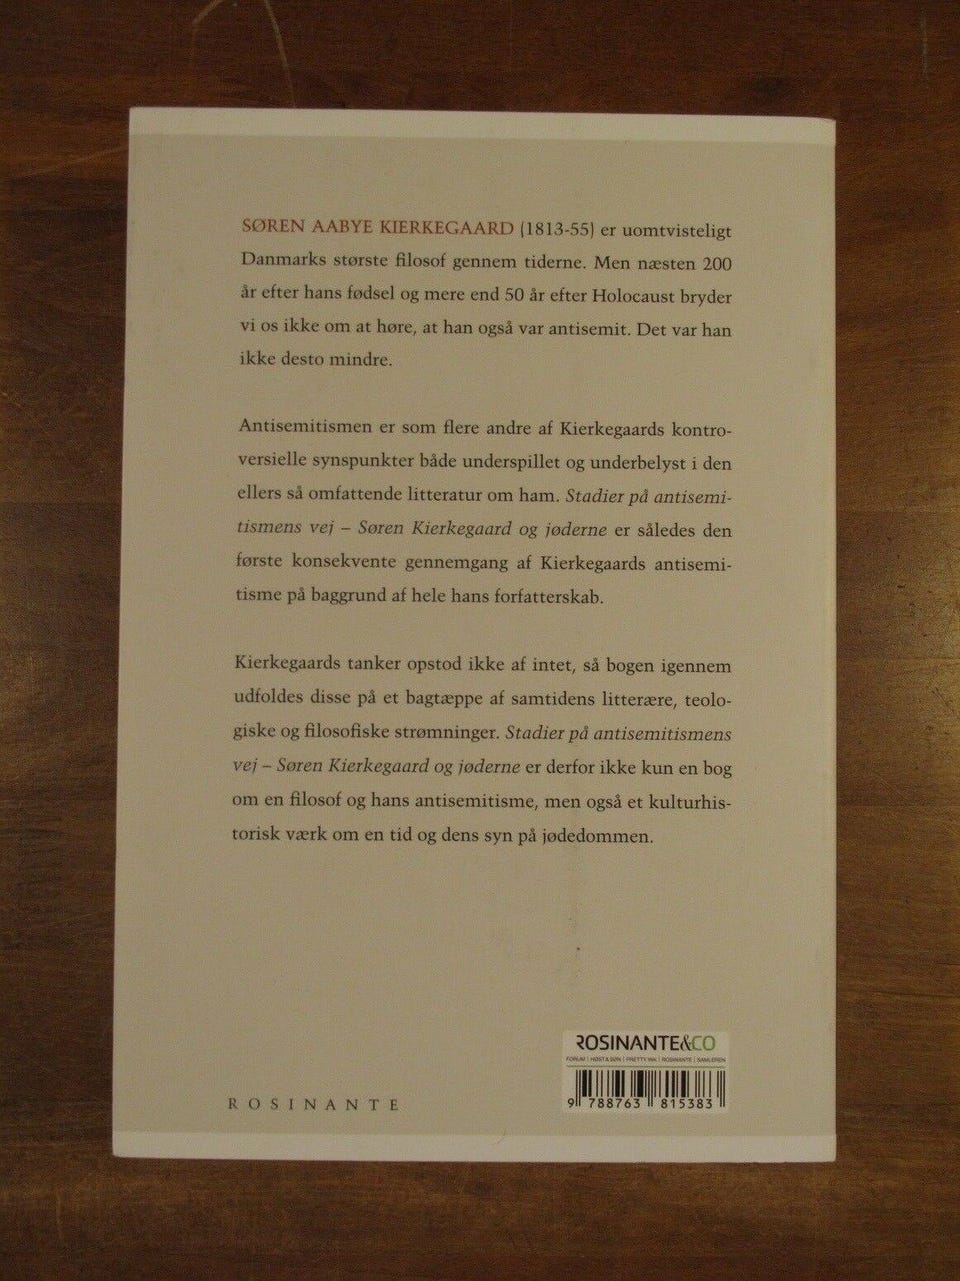 SØREN AABYE KIERKEGAARD (1813-55) er uomtvisteligt
Danmarks største filosof gennem tiderne. Men næsten 200
år efter hans fødsel og mere end 50 år efter Holocaust bryder
vi os ikke om at høre, at han også var antisemit. Det var han
ikke desto mindre.
Antisemitismen er som flere andre af Kierkegaards kontro-
versielle synspunkter både underspillet og underbelyst i den
ellers så omfattende litteratur om ham. Stadier på antisemi-
tismens vej – Søren Kierkegaard og jøderne er således den
første konsekvente gennemgang af Kierkegaards antisemi-
tisme på baggrund af hele hans forfatterskab.
Kierkegaards tanker opstod ikke af intet, så bogen igennem
udfoldes disse på et bagtæppe af samtidens litterære, teolo-
giske og filosofiske strømninger. Stadier på antisemitismens
vej – Søren Kierkegaard og jøderne er derfor ikke kun en bog
om en filosof og hans antisemitisme, men også et kulturhis-
torisk værk om en tid og dens syn på jødedommen.
ROSINANTE&CO
FORUM | HØST & SØN | PRETTY INK | ROSINANTE | SAMLEREN
9 788763 815383
ROSINANTE